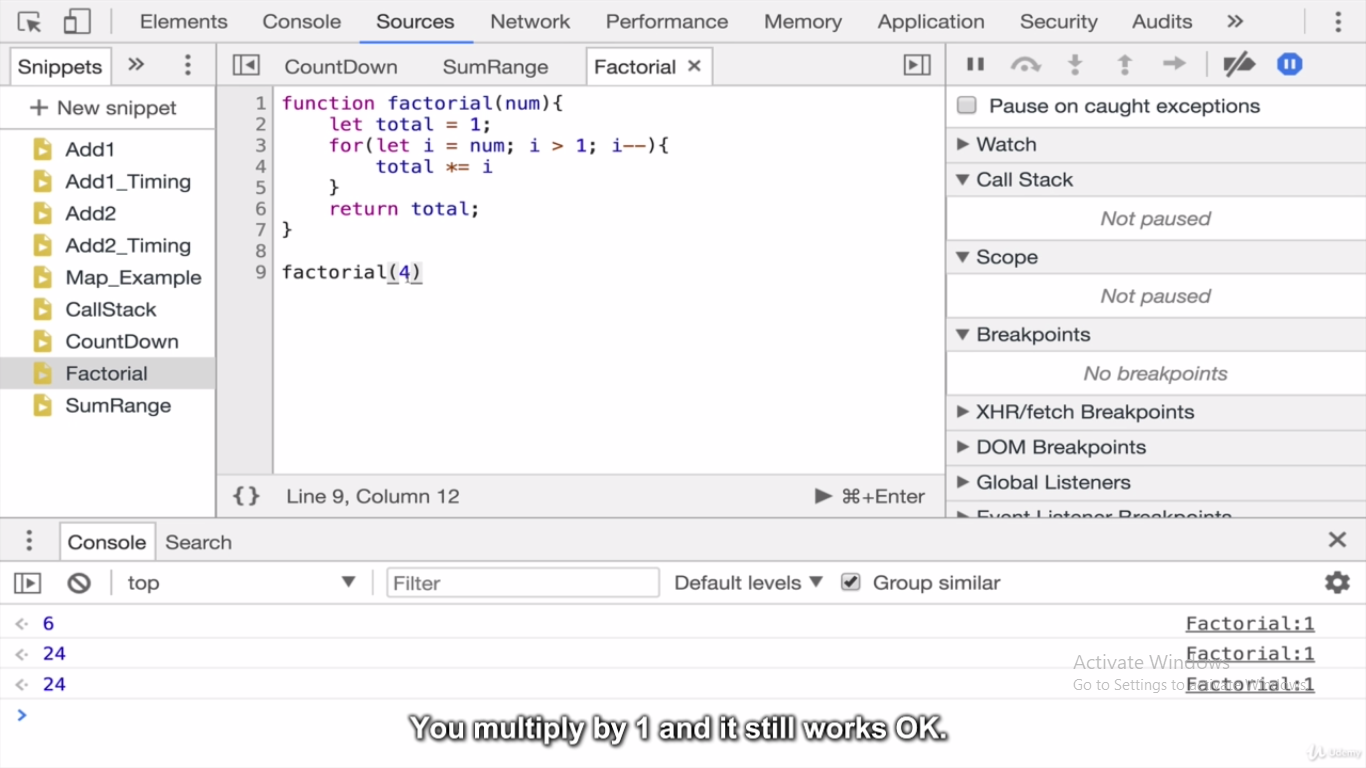 Elements Console Sources Network Performance Memory Application Security Audits »
Snippets » CountDown SumRange Factorial ×
+ New snippet
Add1
Add1_Timing
Add2
Add2_Timing
Map_Example
CallStack
CountDown
Factorial
SumRange
1 function factorial(num){
2 let total = 1;
3 for(let i = num; i > 1; i--){
4 total *= i
5 }
6 return total;
7 }
8
9 factorial(4)
{} Line 9, Column 12 ⌘+Enter
Pause on caught exceptions
Watch
Call Stack
Not paused
Scope
Not paused
Breakpoints
No breakpoints
XHR/fetch Breakpoints
DOM Breakpoints
Global Listeners
Event Listener Breakpoints
Console Search
top Filter Default levels Group similar
6 Factorial:1
24 Factorial:1
24 Factorial:1
>
Activate Windows
Go to Settings to activate Windows.
You multiply by 1 and it still works OK.
Udemy